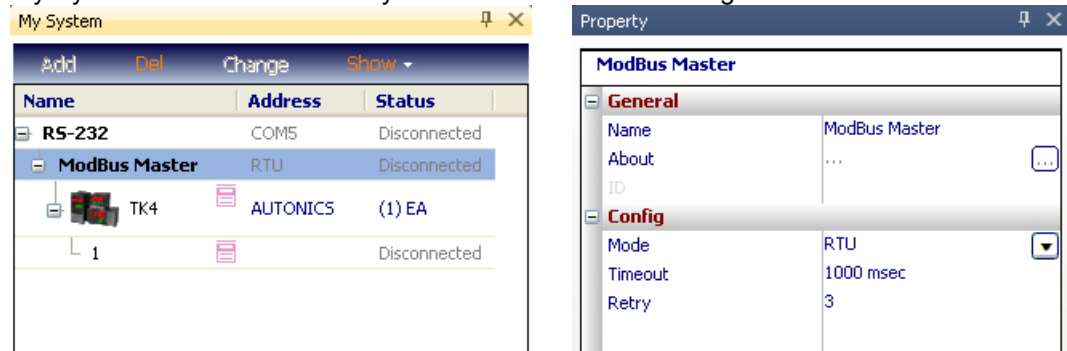 My System
Add Del Change Show
Name Address Status
RS-232 COM5 Disconnected
ModBus Master RTU Disconnected
TK4 AUTONICS (1) EA
1 Disconnected
Property
ModBus Master
General
Name ModBus Master
About ... ...
ID
Config
Mode RTU
Timeout 1000 msec
Retry 3